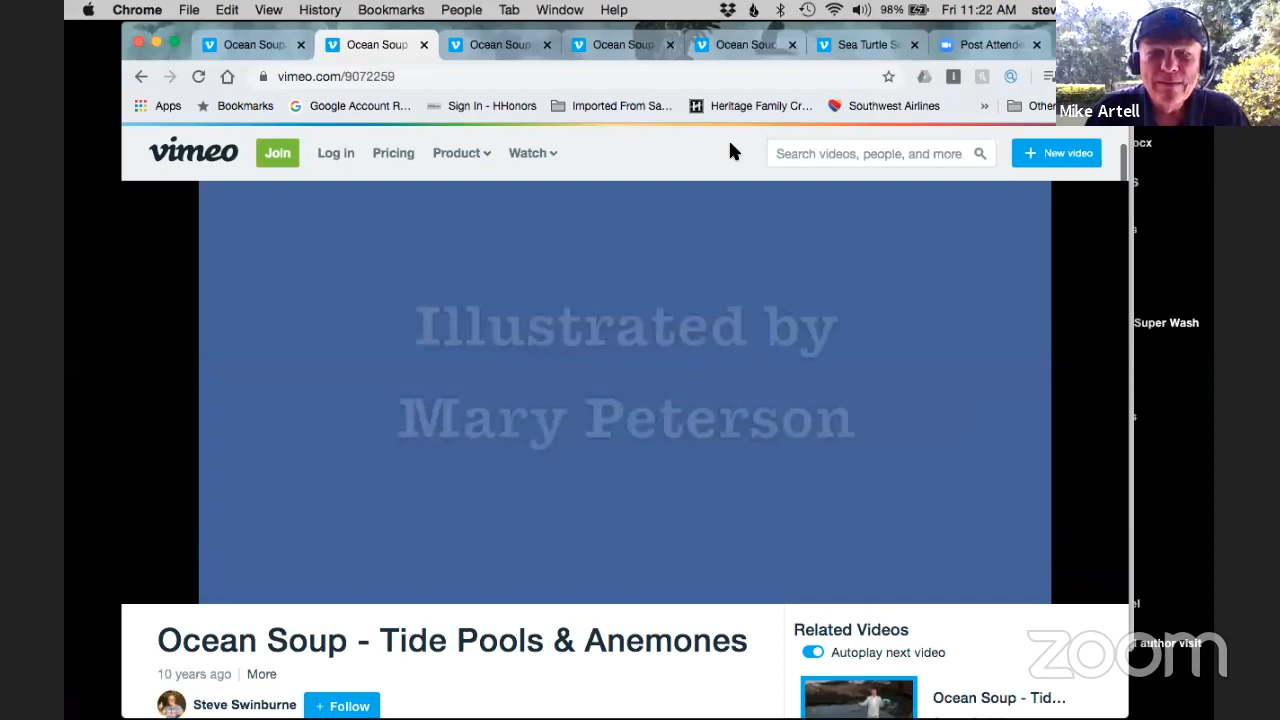 Chrome File Edit View History Bookmarks People Tab Window Help 98% Fri 11:22 AM stev
Ocean Soup Ocean Soup Ocean Soup Ocean Soup Ocean Soup Sea Turtle S Post Attende
vimeo.com/9072259
Apps Bookmarks Google Account R... Sign In - HHonors Imported From Sa... Heritage Family Cr... Southwest Airlines » Other
Mike Artell
vimeo Join Log in Pricing Product Watch Search videos, people, and more + New video
ocx
S
s
Illustrated by
Mary Peterson
Super Wash
s
el
Ocean Soup - Tide Pools & Anemones
10 years ago | More
Steve Swinburne + Follow
Related Videos
Autoplay next video
Ocean Soup - Tid...
author visit
zoom